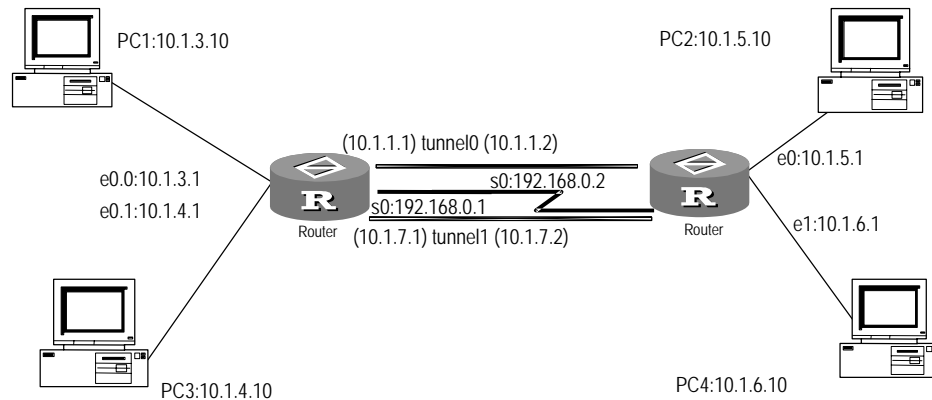 PC1:10.1.3.10
PC2:10.1.5.10
(10.1.1.1) tunnel0 (10.1.1.2)
e0:10.1.5.1
e0.0:10.1.3.1
s0:192.168.0.2
R
R
e0.1:10.1.4.1
s0:192.168.0.1
Router
Router
e1:10.1.6.1
(10.1.7.1) tunnel1 (10.1.7.2)
PC3:10.1.4.10
PC4:10.1.6.10